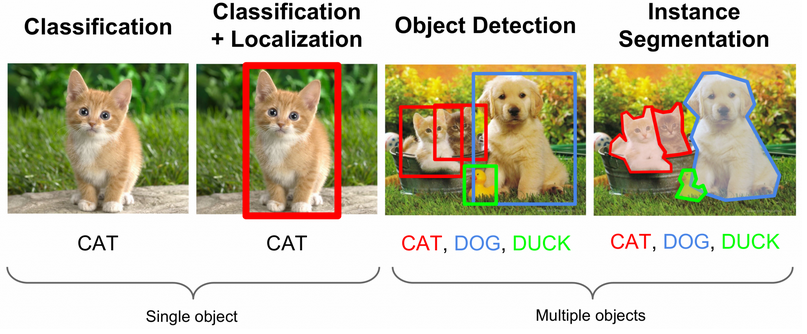 Classification
Classification
+ Localization
Object Detection
Instance
Segmentation
CAT
CAT
CAT, DOG, DUCK
CAT, DOG, DUCK
Single object
Multiple objects